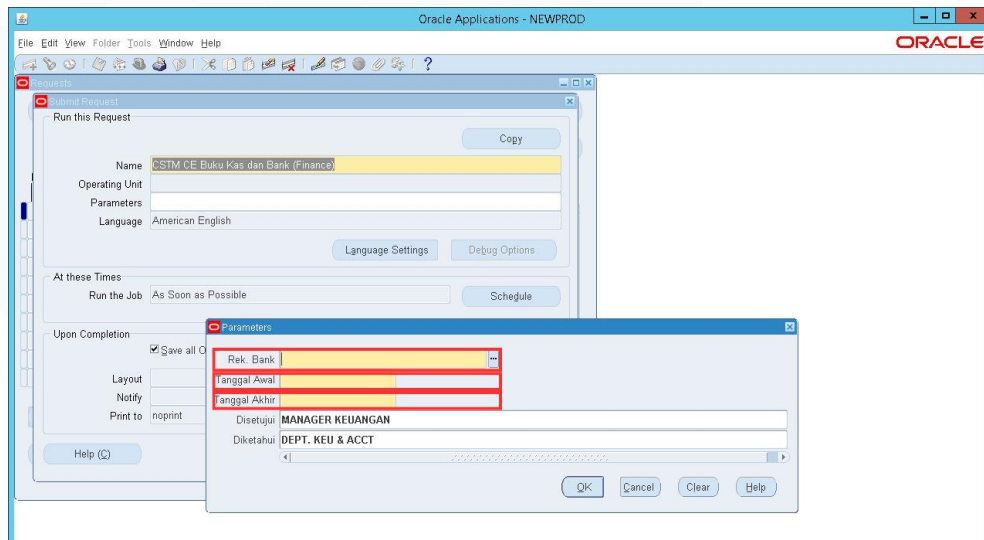 Oracle Applications - NEWPROD
File Edit View Folder Tools Window Help
ORACLE
Requests
Submit Request
Run this Request
Copy
Name CSTM CE Buku Kas dan Bank (Finance)
Operating Unit
Parameters
Language American English
Language Settings Debug Options
At these Times
Run the Job As Soon as Possible Schedule
Upon Completion
Save all O
Layout
Notify
Print to noprint
Help (C)
Parameters
Rek. Bank
Tanggal Awal
Tanggal Akhir
Disetujui MANAGER KEUANGAN
Diketahui DEPT. KEU & ACCT
OK Cancel Clear Help